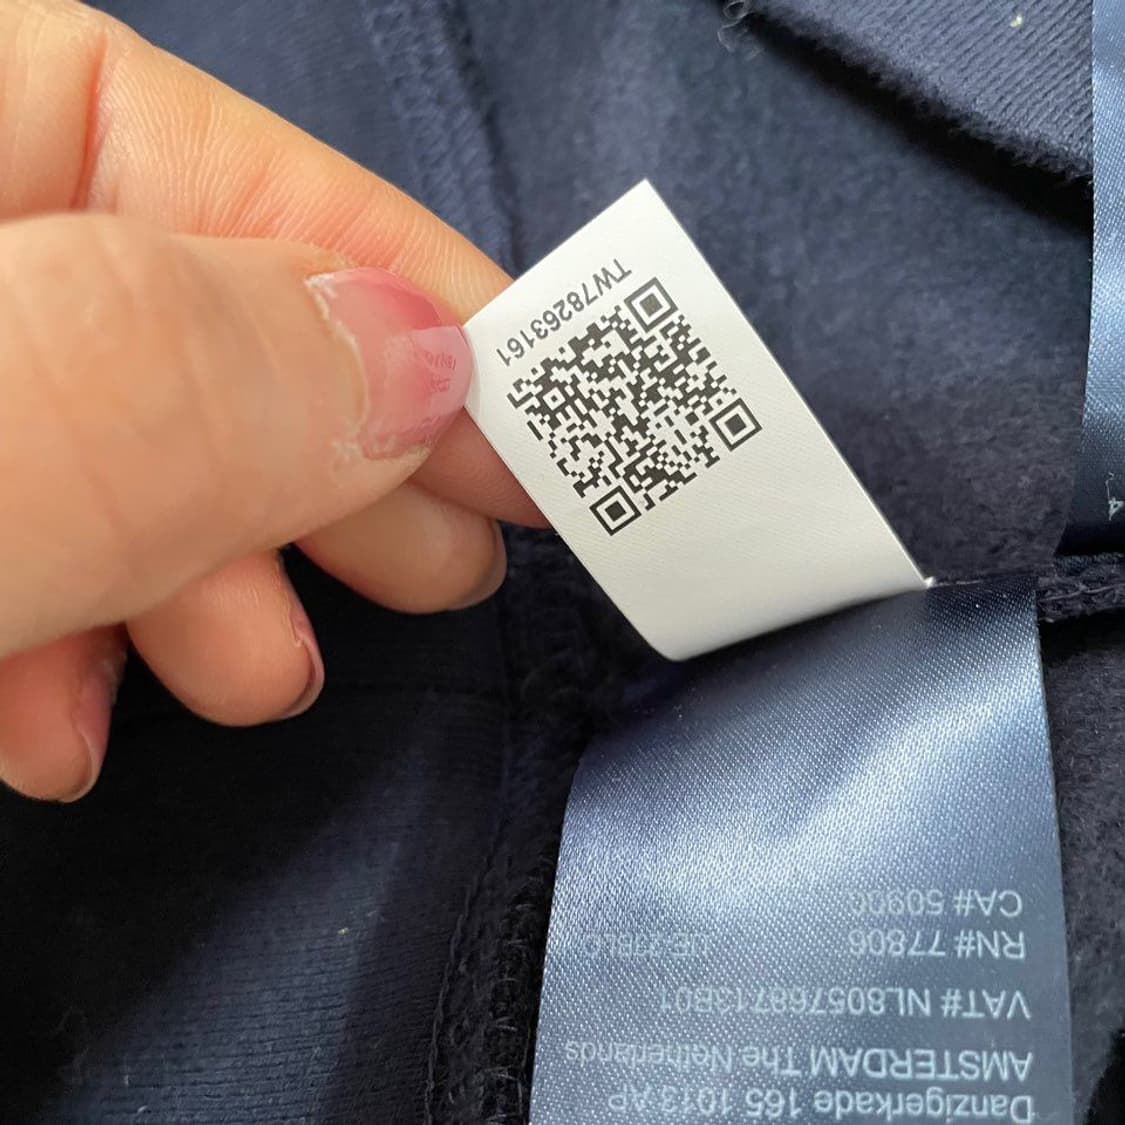 TW78263161
Danzigerkade 165 1013 AP
AMSTERDAM The Netherlands
VAT# NL805768713B01
RN# 77806
CA# 50900